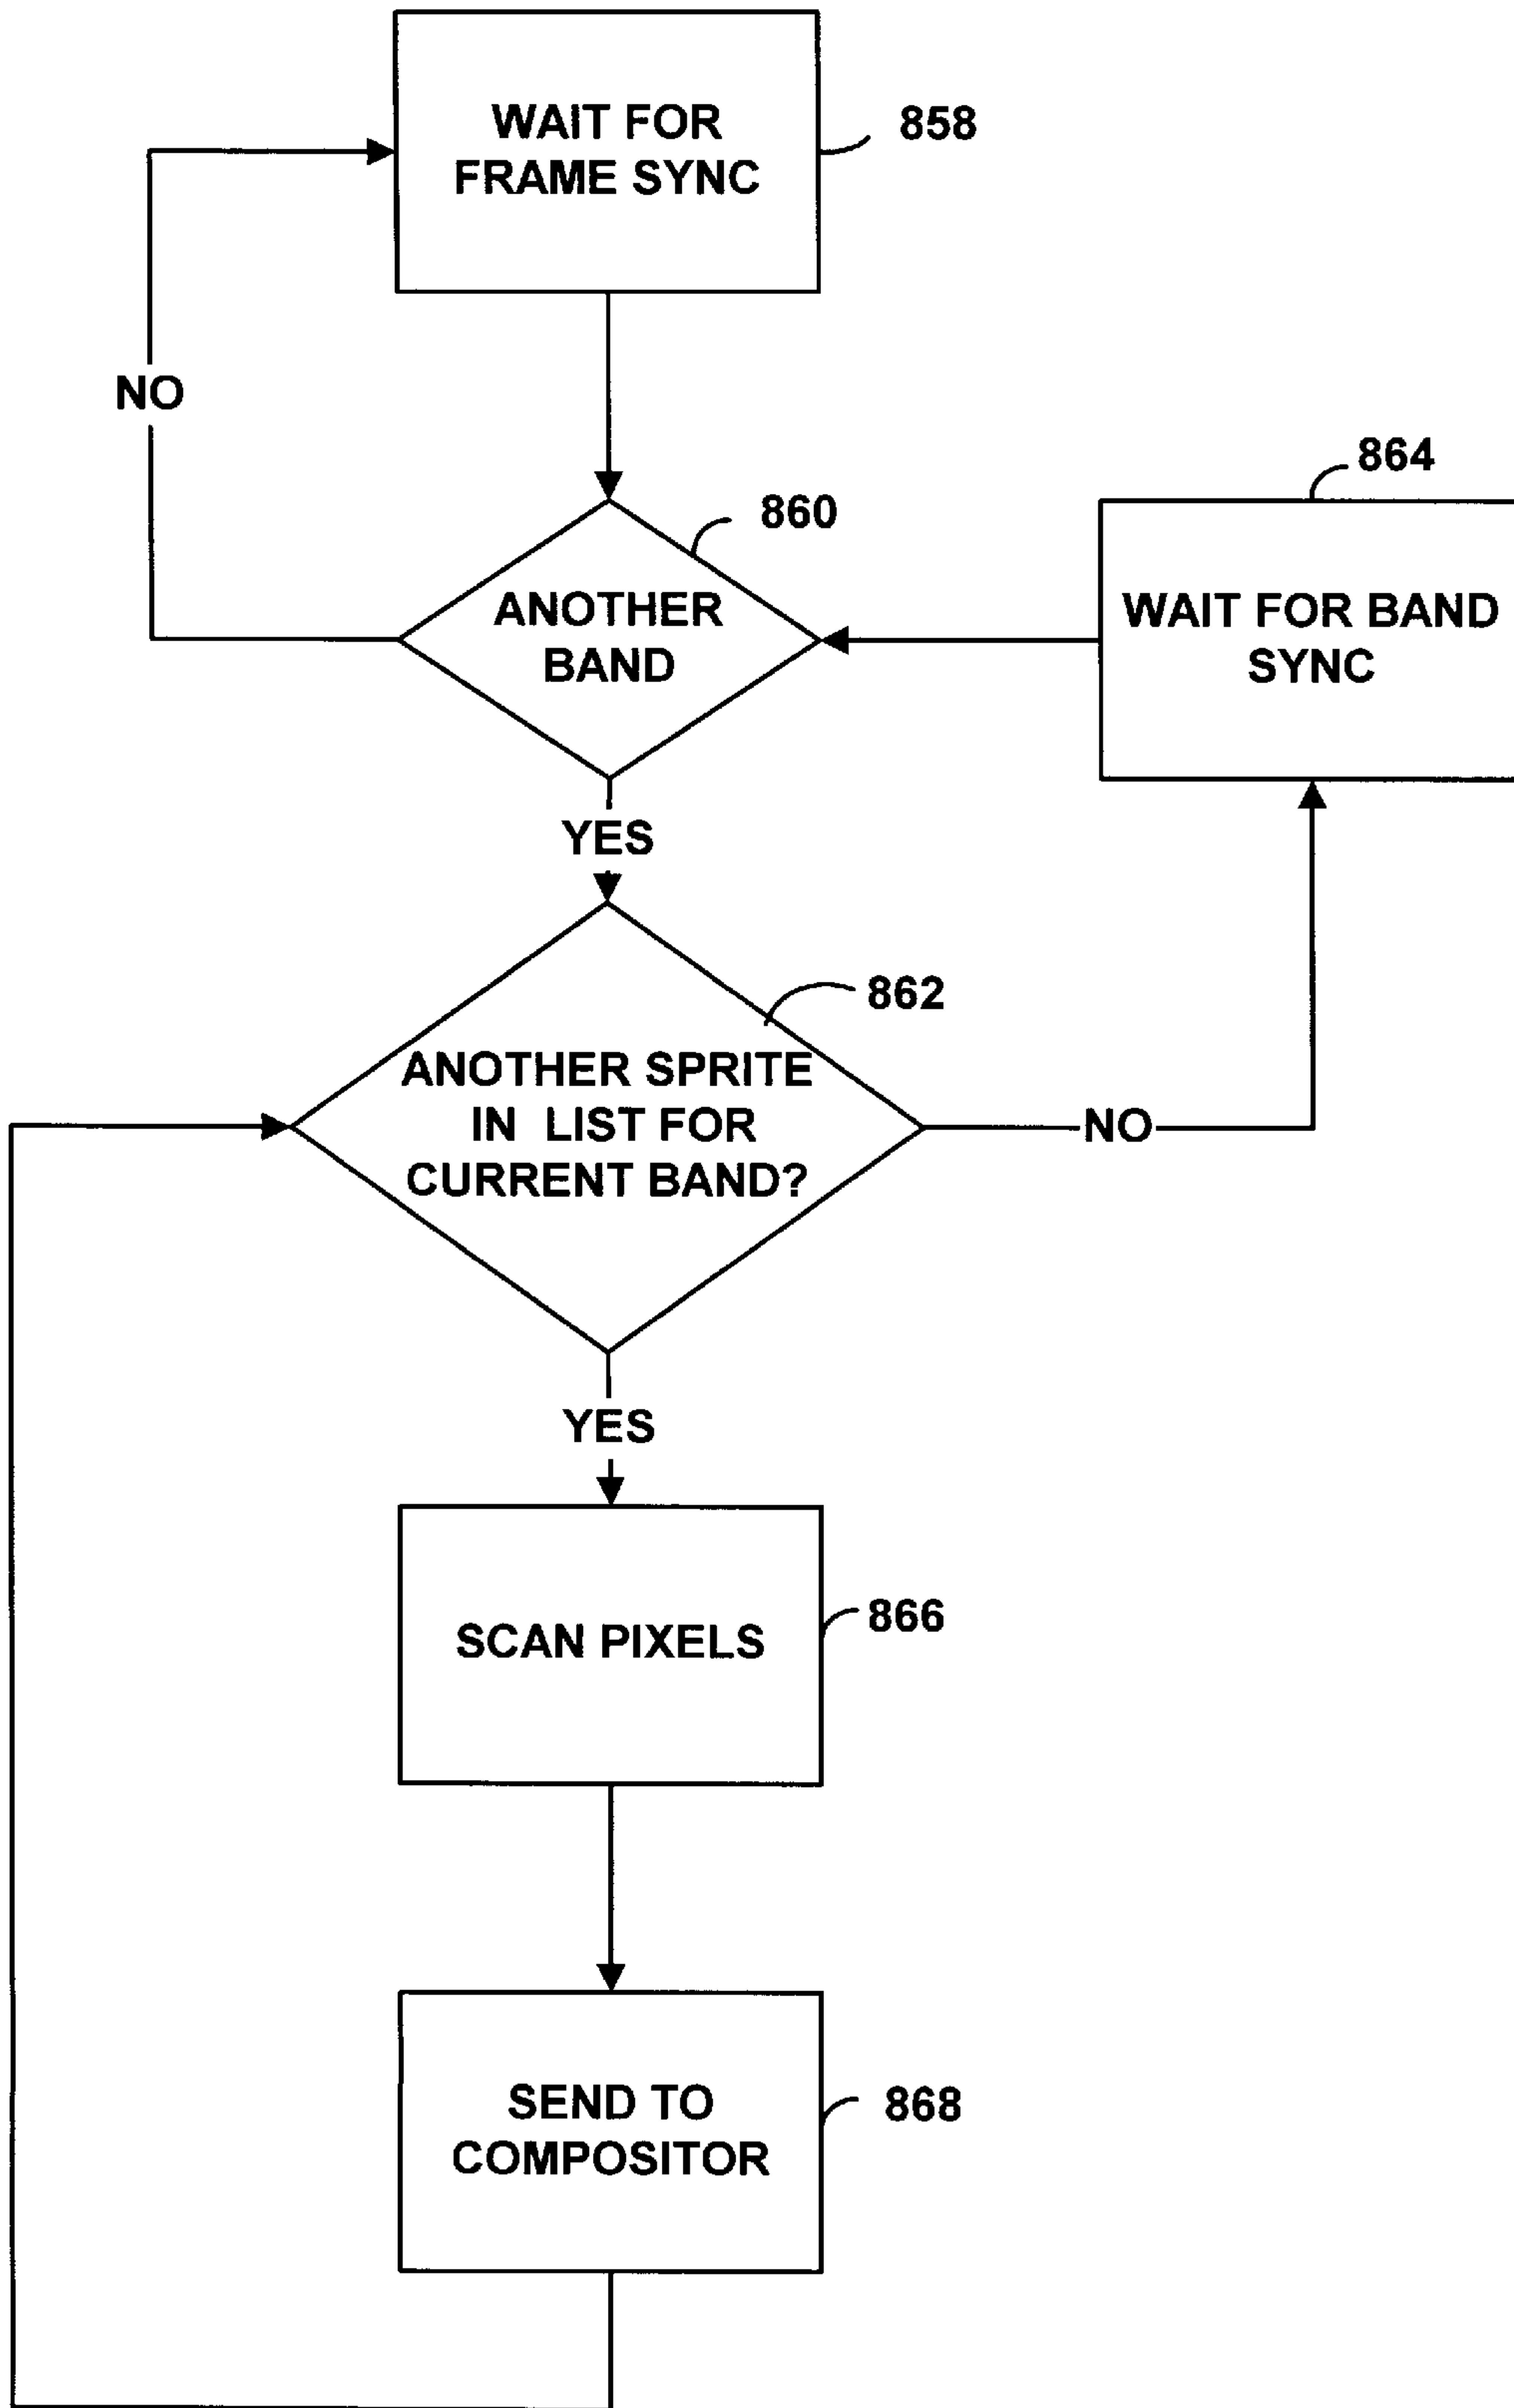 WAIT FOR
FRAME SYNC
858
NO
860
ANOTHER
BAND
864
WAIT FOR BAND
SYNC
YES
862
ANOTHER SPRITE
IN LIST FOR
CURRENT BAND?
NO
YES
SCAN PIXELS
866
SEND TO
COMPOSITOR
868